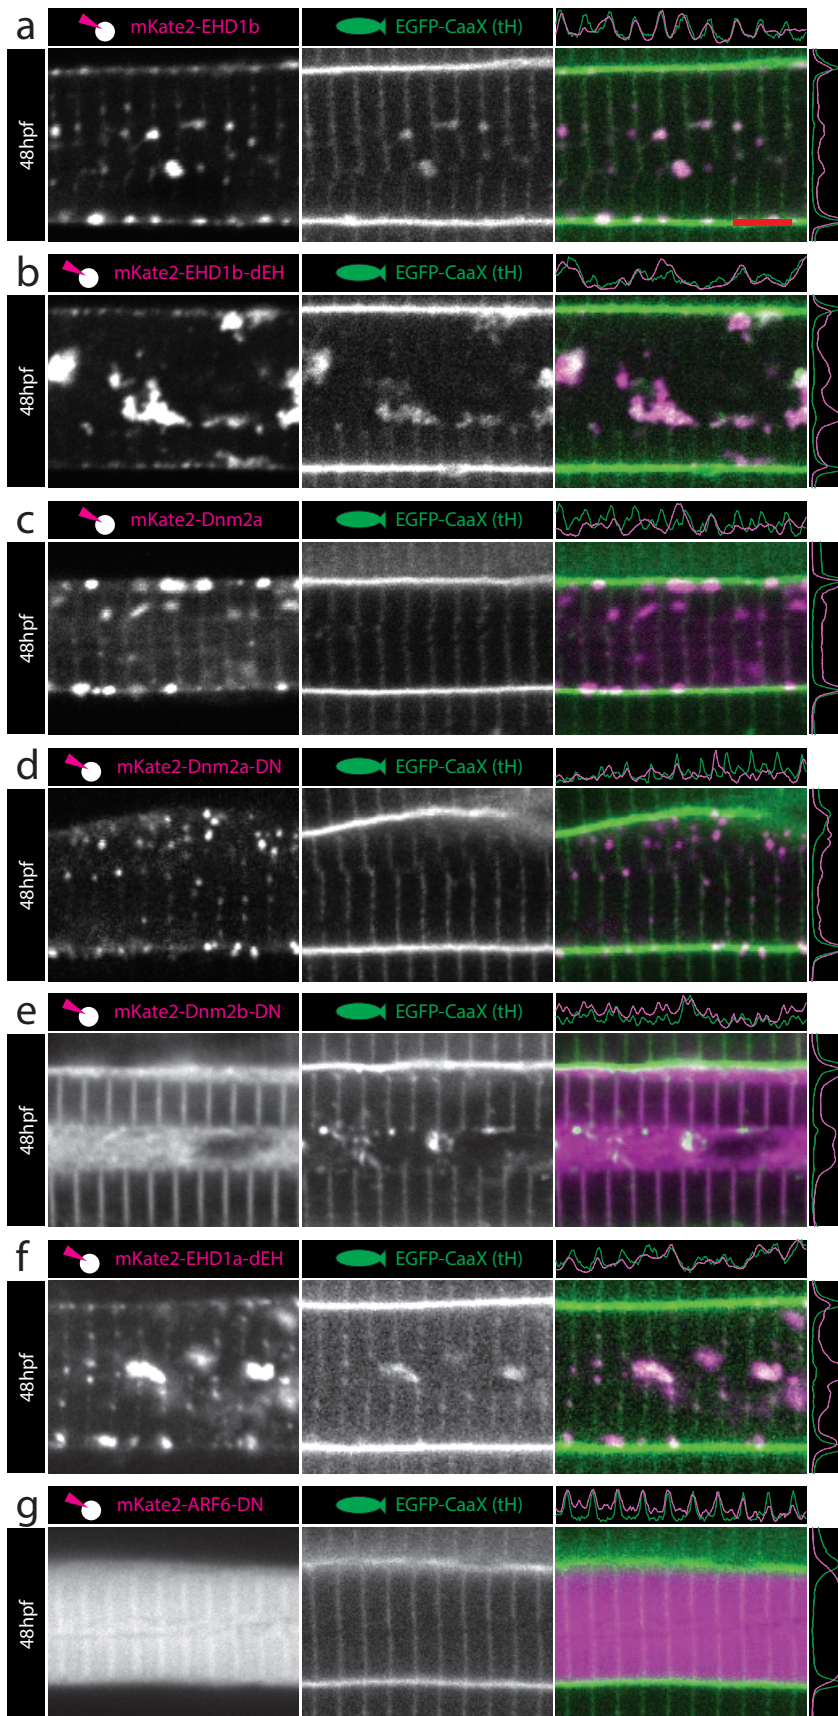 a
mKate2-EHD1b
EGFP-CaaX (tH)
48hpf
b
mKate2-EHD1b-dEH
EGFP-CaaX (tH)
48hpf
c
mKate2-Dnm2a
EGFP-CaaX (tH)
48hpf
d
mKate2-Dnm2a-DN
EGFP-CaaX (tH)
48hpf
e
mKate2-Dnm2b-DN
EGFP-CaaX (tH)
48hpf
f
mKate2-EHD1a-dEH
EGFP-CaaX (tH)
48hpf
g
mKate2-ARF6-DN
EGFP-CaaX (tH)
48hpf